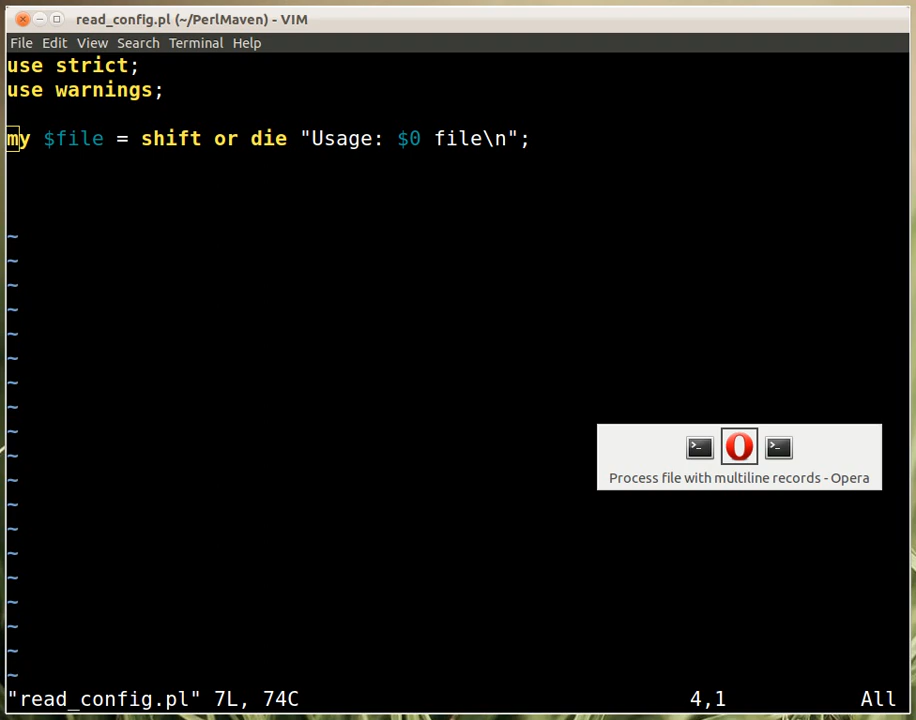 read_config.pl (~/PerlMaven) - VIM
File Edit View Search Terminal Help
use strict;
use warnings;
my $file = shift or die "Usage: $0 file\n";
~
~
~
~
~
~
~
~
~
Process file with multiline records - Opera
~
~
~
~
~
~
~
~
~
~
"read_config.pl" 7L, 74C 4,1 All